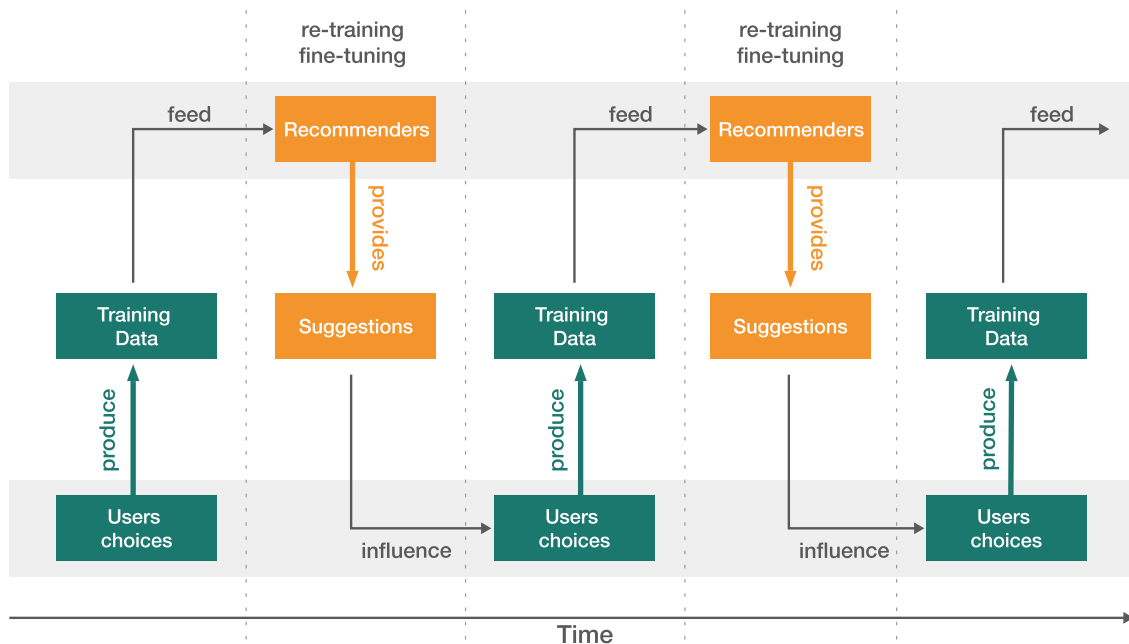 re-training
fine-tuning
re-training
fine-tuning
feed
Recommenders
feed
Recommenders
feed
provides
provides
Training
Data
Suggestions
Training
Data
Suggestions
Training
Data
produce
produce
produce
Users
choices
influence
Users
choices
influence
Users
choices
Time